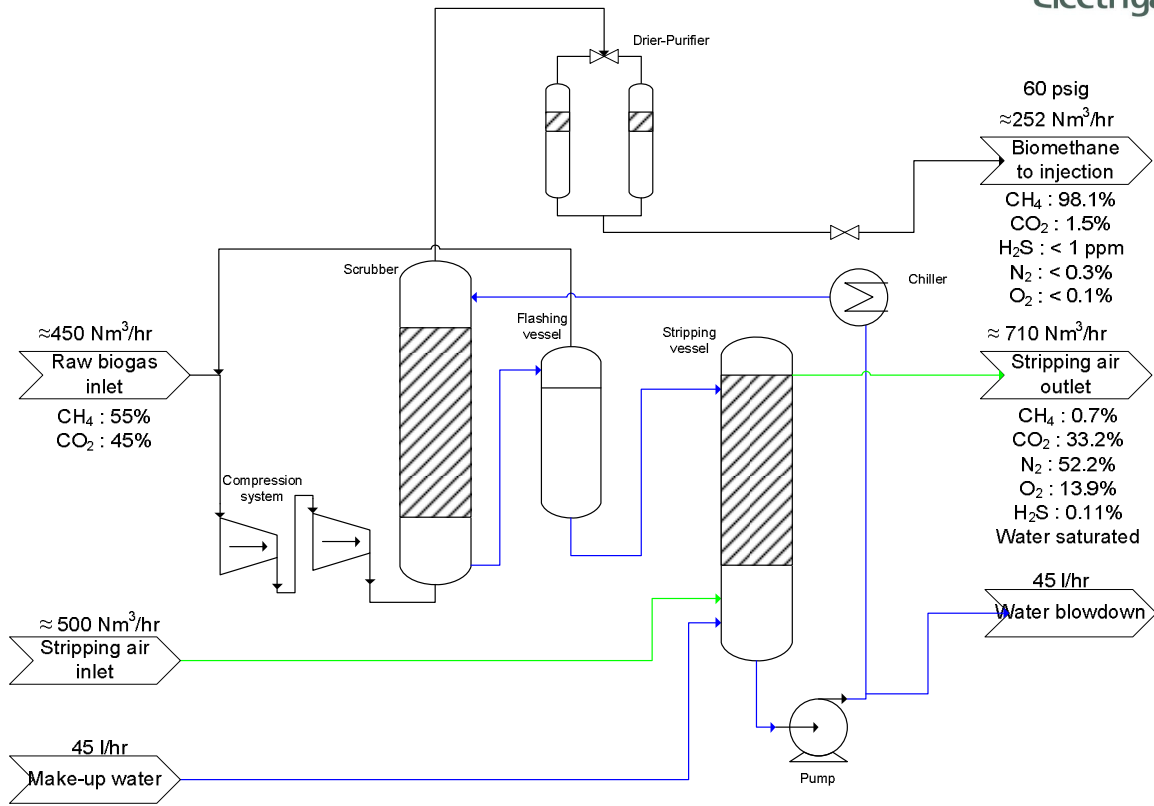 Drier-Purifier
60 psig
≈252 Nm³/hr
Biomethane
to injection
CH₄ : 98.1%
CO₂ : 1.5%
H₂S : < 1 ppm
N₂ : < 0.3%
O₂ : < 0.1%
Scrubber
Chiller
Flashing
vessel
Stripping
vessel
≈450 Nm³/hr
Raw biogas
inlet
CH₄ : 55%
CO₂ : 45%
≈ 710 Nm³/hr
Stripping air
outlet
CH₄ : 0.7%
CO₂ : 33.2%
N₂ : 52.2%
O₂ : 13.9%
H₂S : 0.11%
Water saturated
Compression
system
45 l/hr
Water blowdown
≈ 500 Nm³/hr
Stripping air
inlet
45 l/hr
Make-up water
Pump